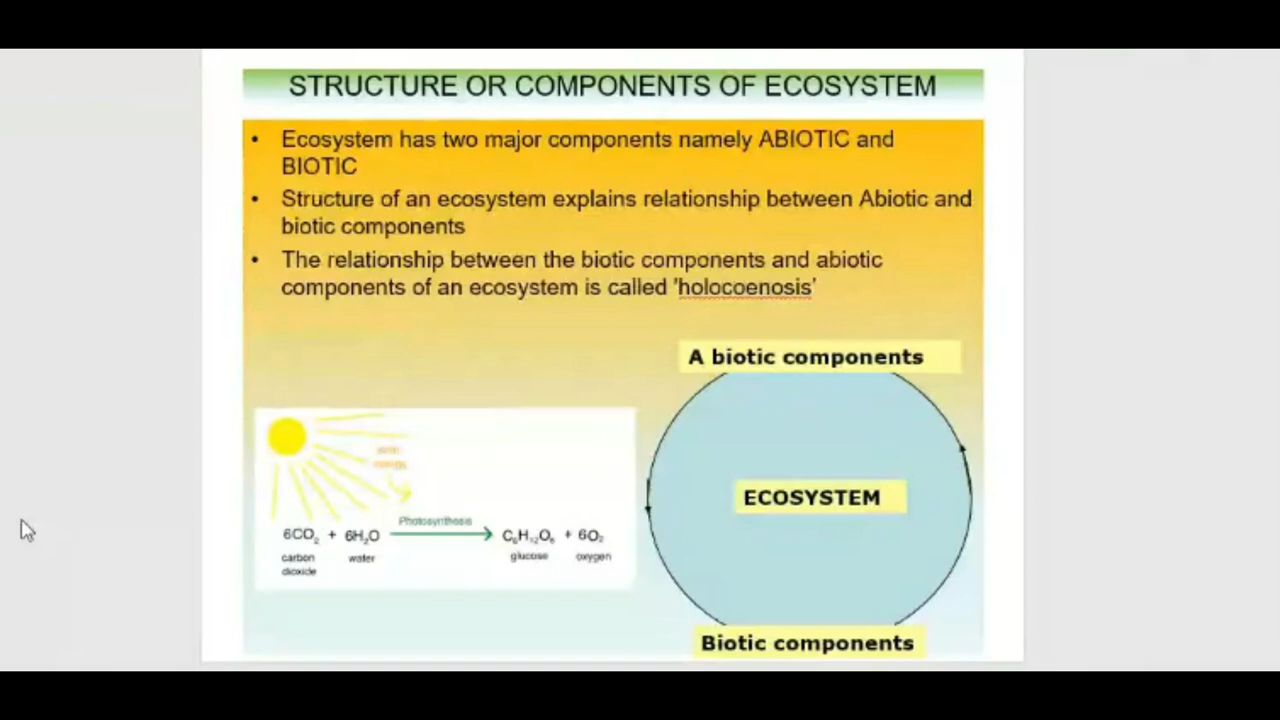 STRUCTURE OR COMPONENTS OF ECOSYSTEM
• Ecosystem has two major components namely ABIOTIC and
BIOTIC
• Structure of an ecosystem explains relationship between Abiotic and
biotic components
• The relationship between the biotic components and abiotic
components of an ecosystem is called 'holocoenosis'
A biotic components
ECOSYSTEM
Photosynthesis
6CO₂ + 6H₂O C₆H₁₂O₆ + 6O₂
carbon water glucose oxygen
dioxide
Biotic components